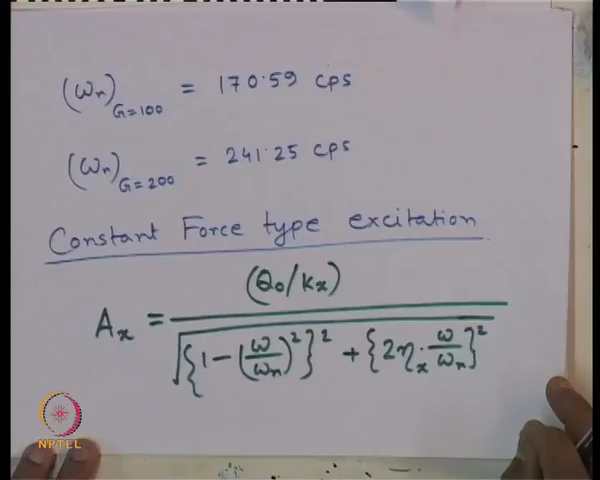 (ωn)G=100 = 170.59 cps
(ωn)G=200 = 241.25 cps
Constant Force type excitation
Ax = (Q0/kx) / √{1-(ω/ωn)²}² + {2ηx.ω/ωn}²
NPTEL